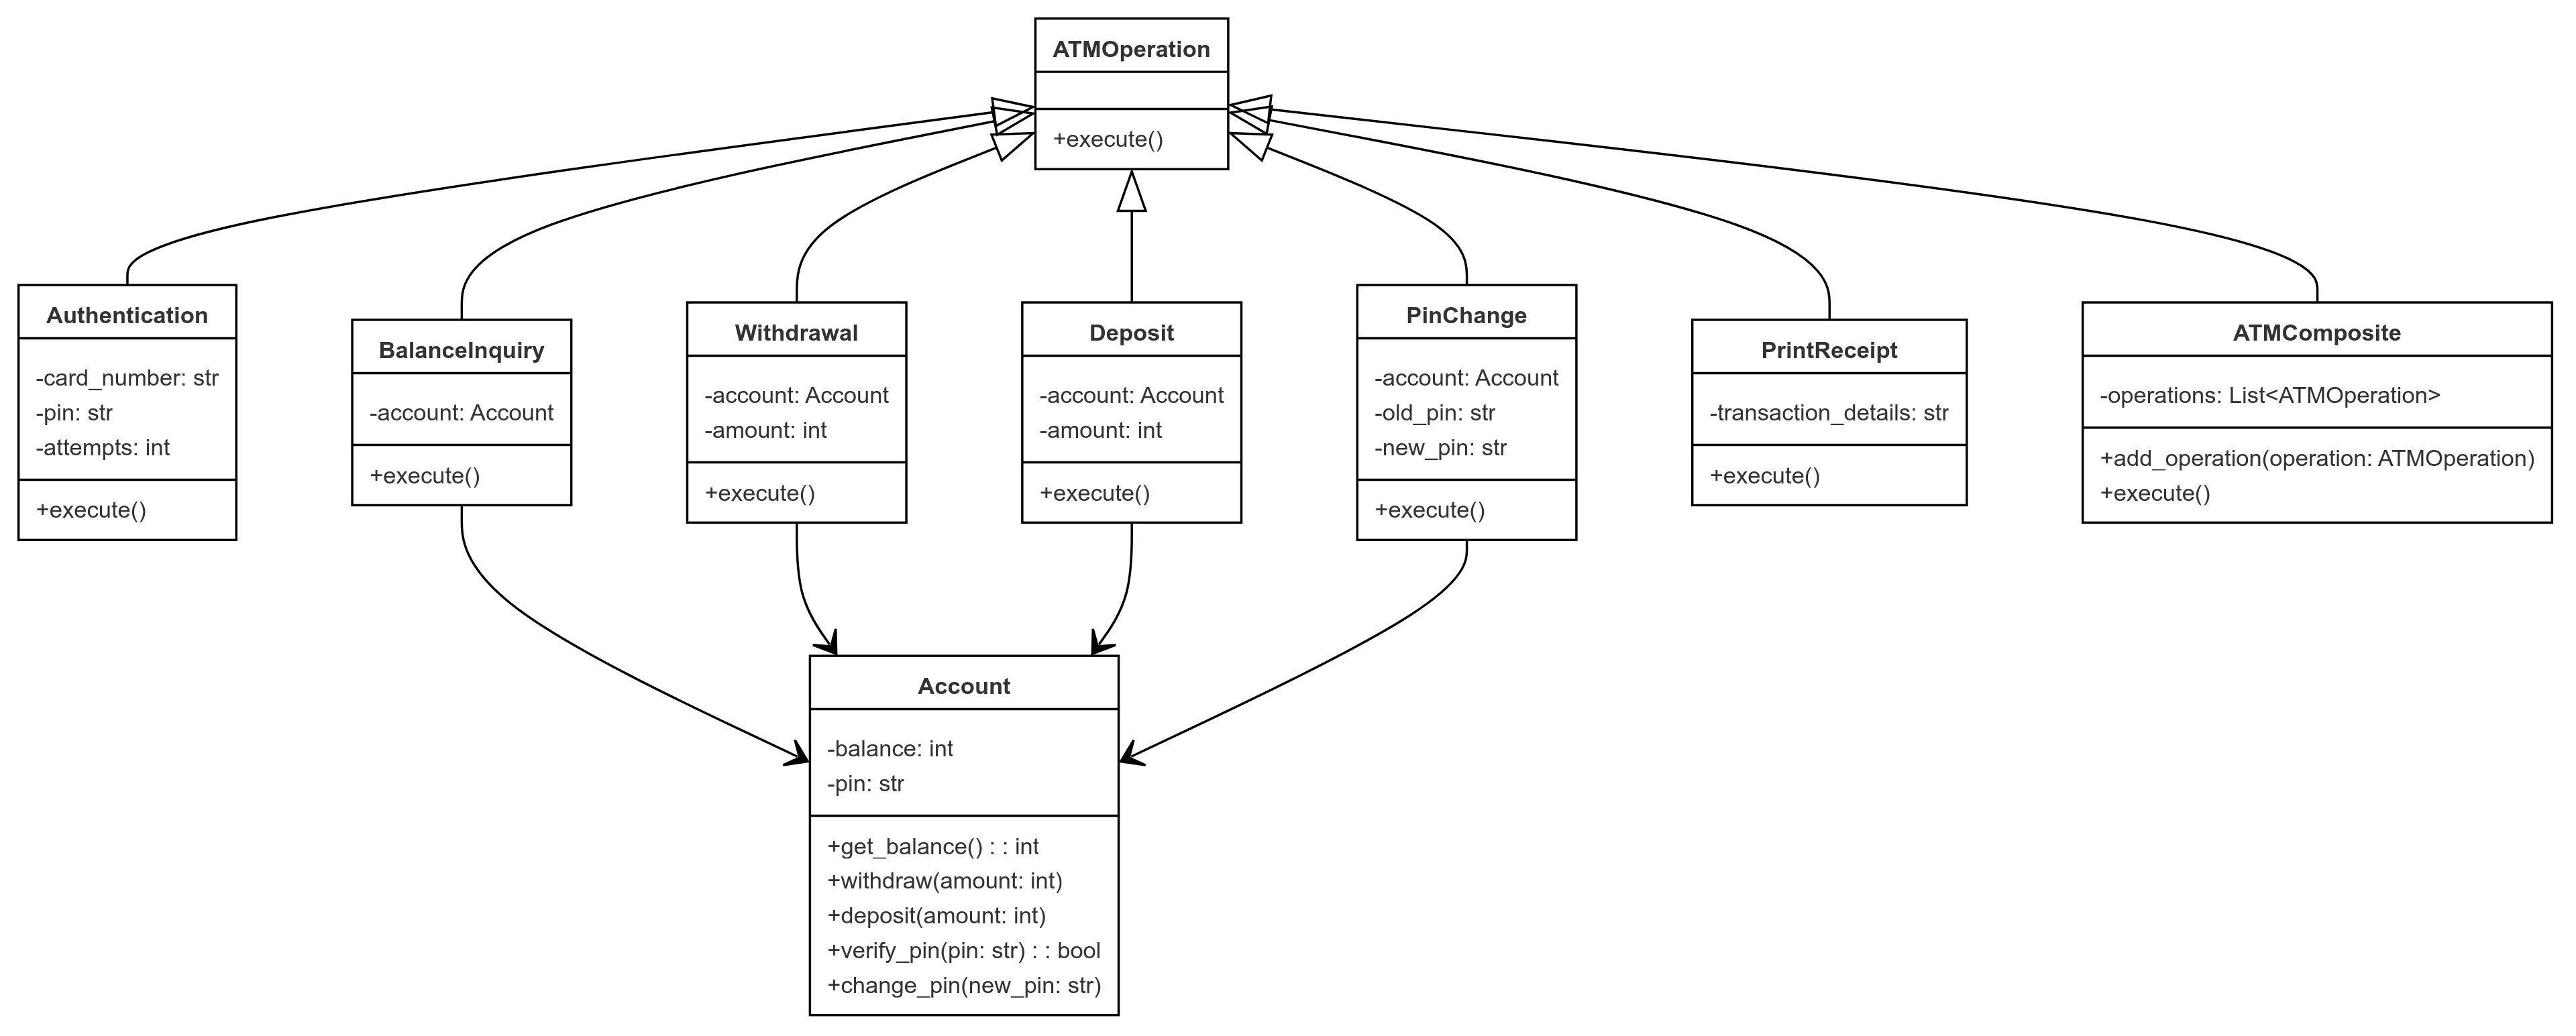 ATMOperation
+execute()
Authentication
-card_number: str
-pin: str
-attempts: int
+execute()
BalanceInquiry
-account: Account
+execute()
Withdrawal
-account: Account
-amount: int
+execute()
Deposit
-account: Account
-amount: int
+execute()
PinChange
-account: Account
-old_pin: str
-new_pin: str
+execute()
PrintReceipt
-transaction_details: str
+execute()
ATMComposite
-operations: List<ATMOperation>
+add_operation(operation: ATMOperation)
+execute()
Account
-balance: int
-pin: str
+get_balance() : : int
+withdraw(amount: int)
+deposit(amount: int)
+verify_pin(pin: str) : : bool
+change_pin(new_pin: str)